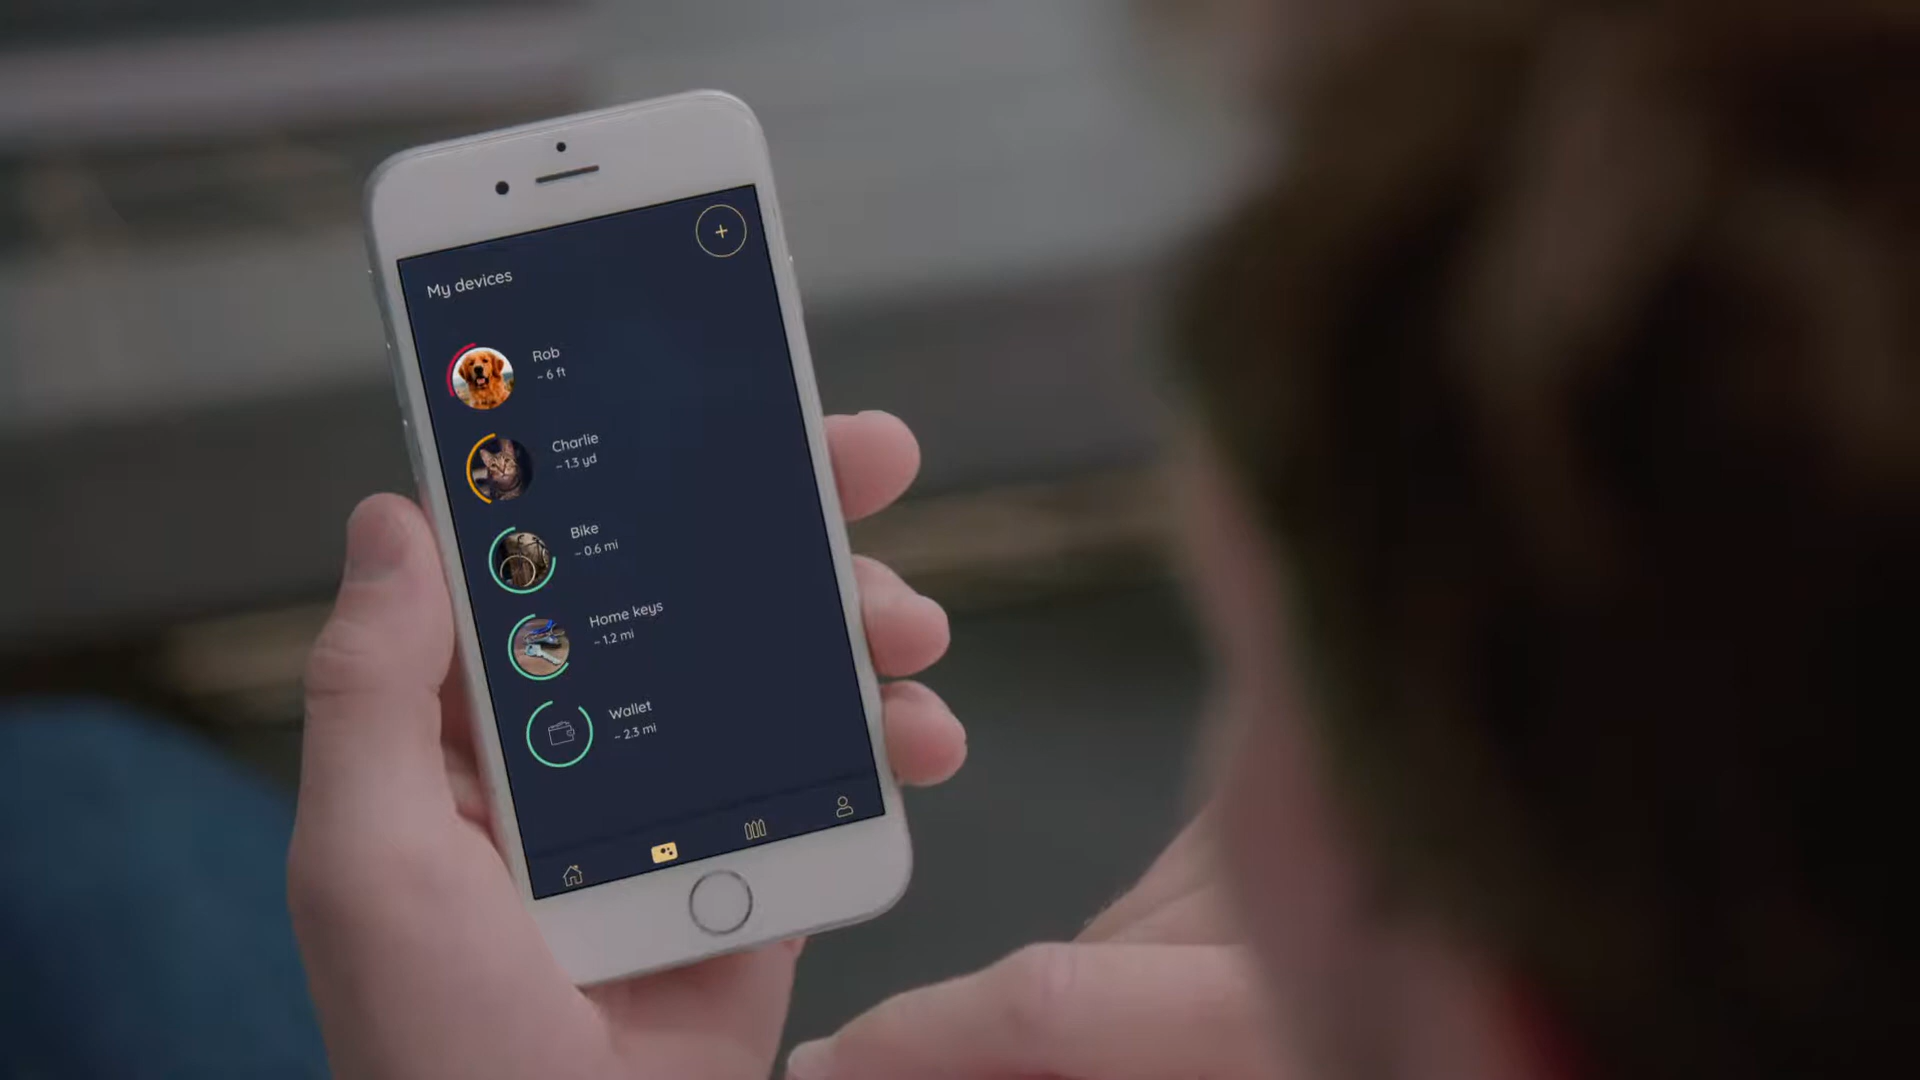 My devices
Rob
~ 6 ft
Charlie
~ 1.3 yd
Bike
~ 0.6 mi
Home keys
~ 1.2 mi
Wallet
~ 2.3 mi